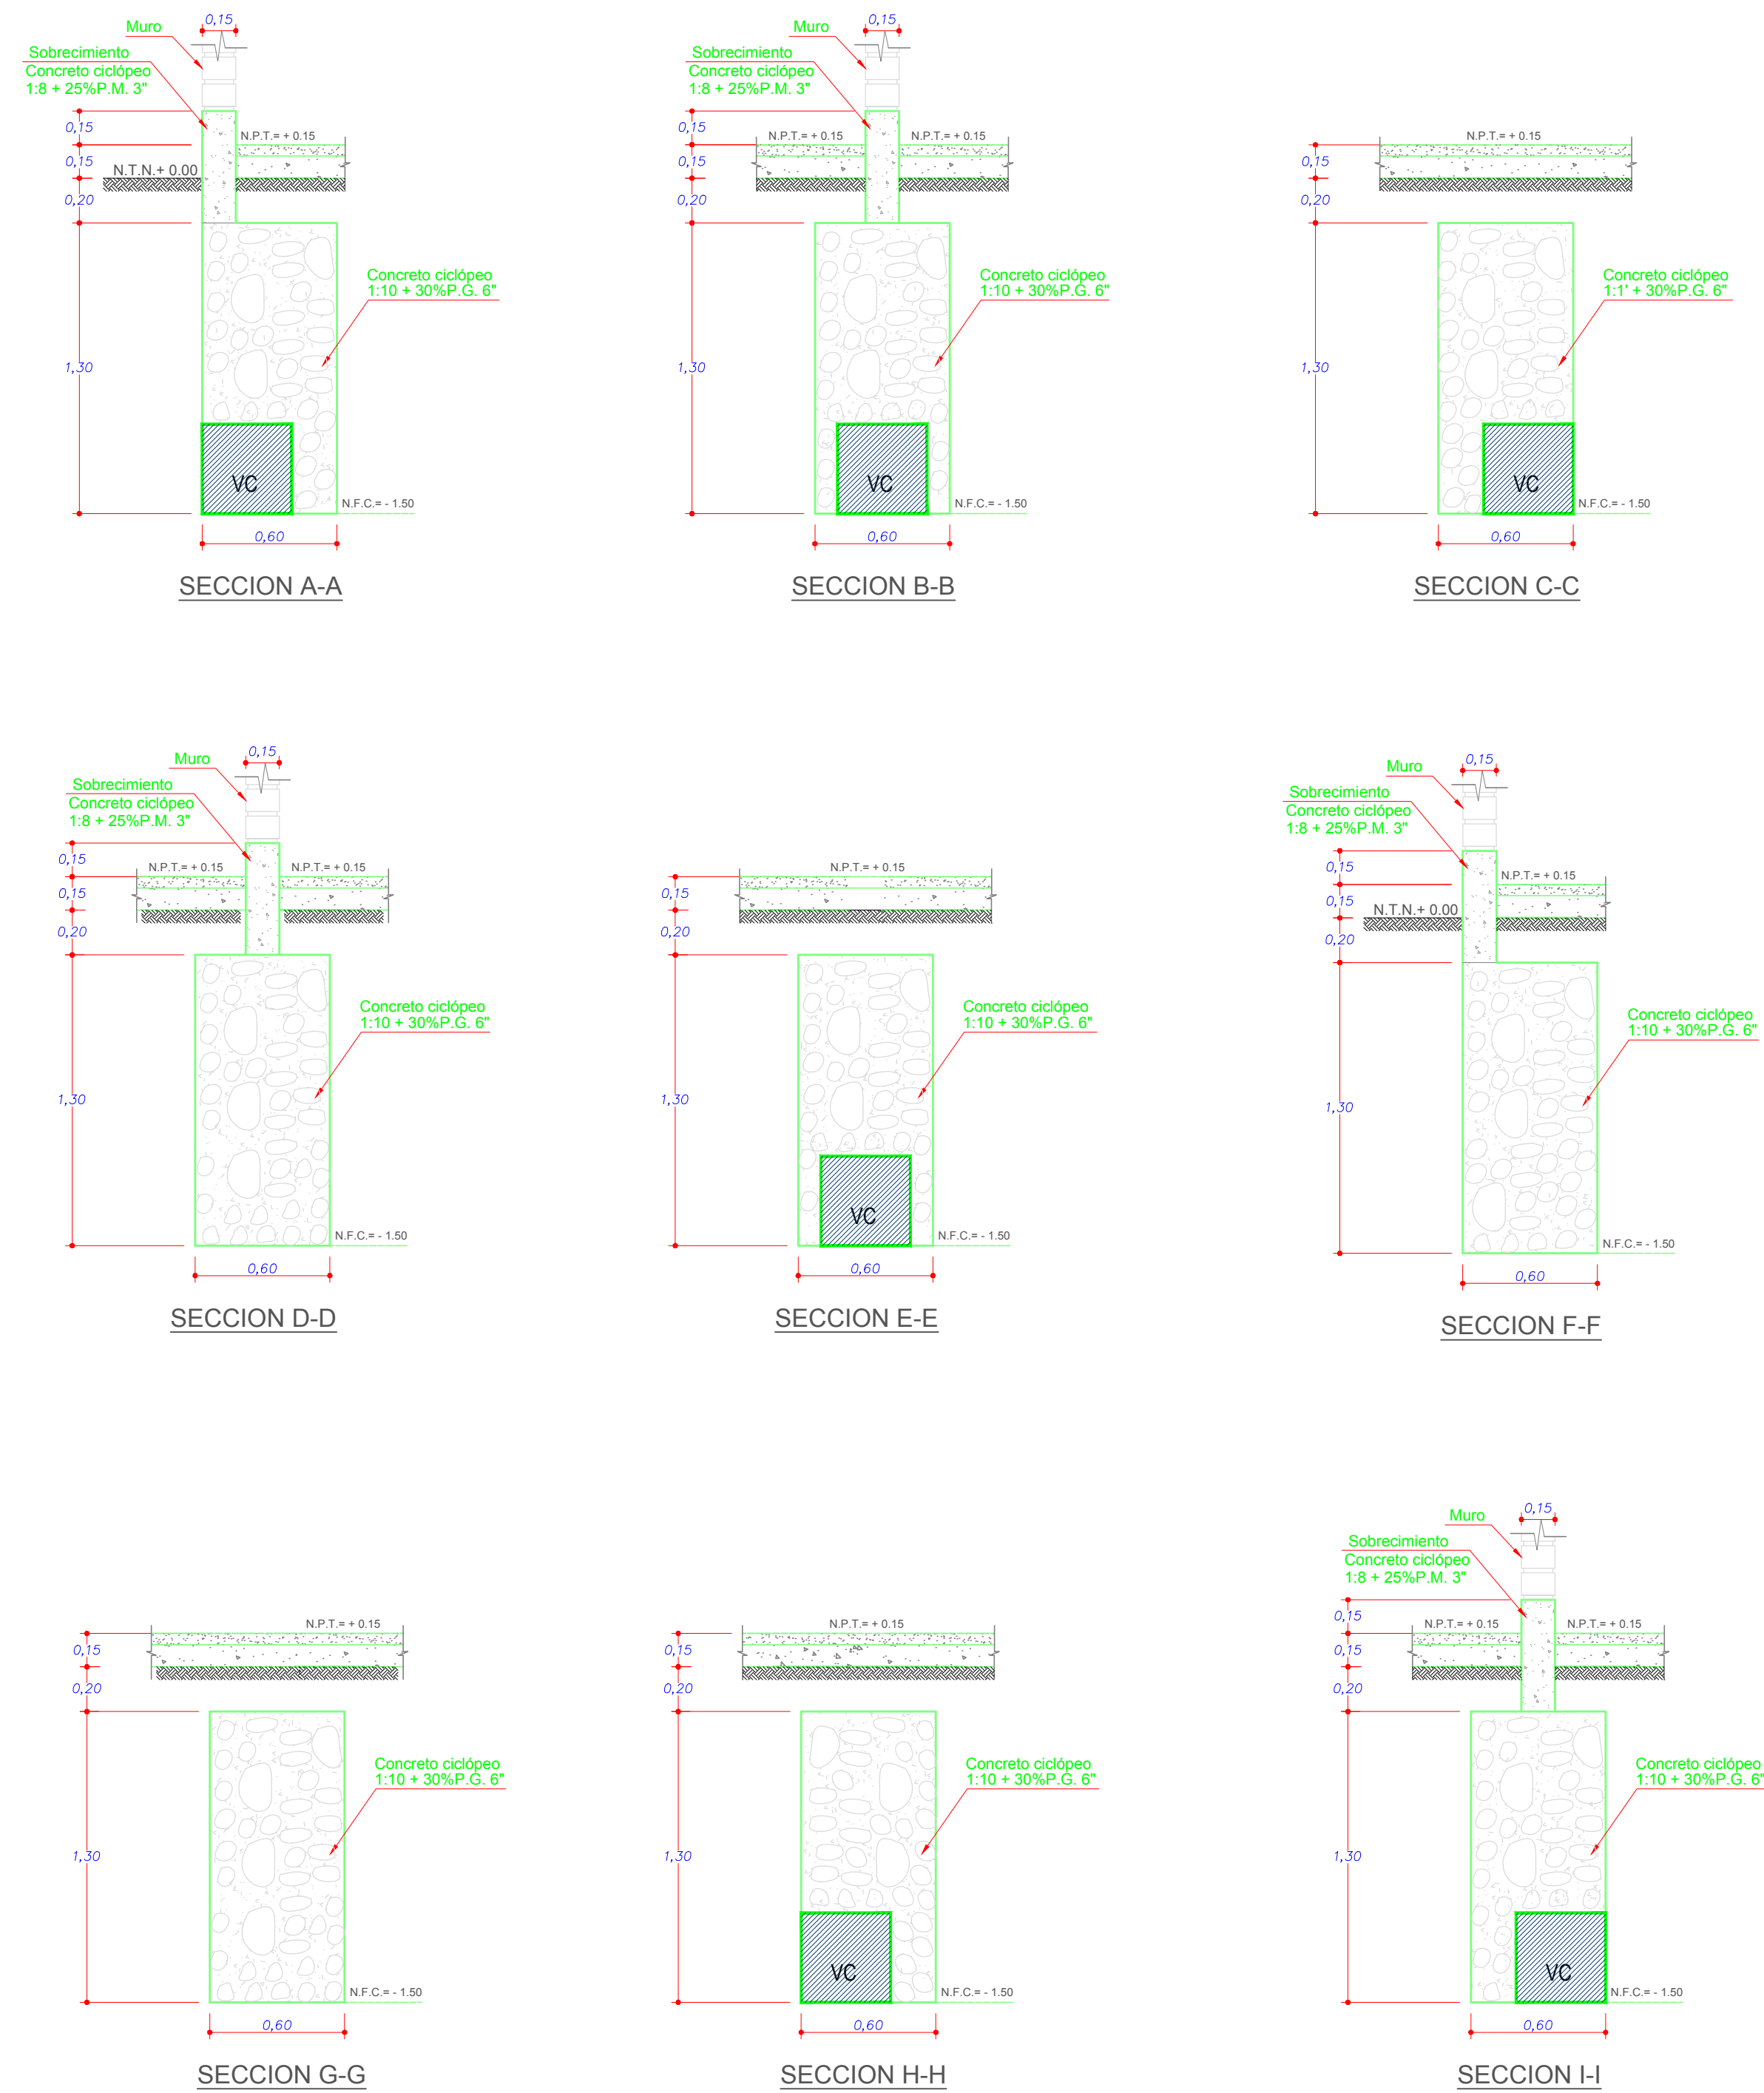 0,15
Muro
Sobrecimiento
Concreto ciclópeo
1:8 + 25%P.M. 3"
0,15
N.P.T.= + 0.15
0,15
N.T.N.+ 0.00
0,20
Concreto ciclópeo
1:10 + 30%P.G. 6"
1,30
VC
N.F.C.= - 1.50
0,60
SECCION A-A
0,15
Muro
Sobrecimiento
Concreto ciclópeo
1:8 + 25%P.M. 3"
0,15
N.P.T.= + 0.15
N.P.T.= + 0.15
0,15
0,20
Concreto ciclópeo
1:10 + 30%P.G. 6"
1,30
VC
N.F.C.= - 1.50
0,60
SECCION B-B
N.P.T.= + 0.15
0,15
0,20
Concreto ciclópeo
1:1' + 30%P.G. 6"
1,30
VC
N.F.C.= - 1.50
0,60
SECCION C-C
0,15
Muro
Sobrecimiento
Concreto ciclópeo
1:8 + 25%P.M. 3"
0,15
N.P.T.= + 0.15
N.P.T.= + 0.15
0,15
0,20
Concreto ciclópeo
1:10 + 30%P.G. 6"
1,30
N.F.C.= - 1.50
0,60
SECCION D-D
N.P.T.= + 0.15
0,15
0,20
Concreto ciclópeo
1:10 + 30%P.G. 6"
1,30
VC
N.F.C.= - 1.50
0,60
SECCION E-E
0,15
Muro
Sobrecimiento
Concreto ciclópeo
1:8 + 25%P.M. 3"
0,15
N.P.T.= + 0.15
0,15
N.T.N.+ 0.00
0,20
Concreto ciclópeo
1:10 + 30%P.G. 6"
1,30
N.F.C.= - 1.50
0,60
SECCION F-F
N.P.T.= + 0.15
0,15
0,20
Concreto ciclópeo
1:10 + 30%P.G. 6"
1,30
N.F.C.= - 1.50
0,60
SECCION G-G
N.P.T.= + 0.15
0,15
0,20
Concreto ciclópeo
1:10 + 30%P.G. 6"
1,30
VC
N.F.C.= - 1.50
0,60
SECCION H-H
0,15
Muro
Sobrecimiento
Concreto ciclópeo
1:8 + 25%P.M. 3"
0,15
N.P.T.= + 0.15
N.P.T.= + 0.15
0,15
0,20
Concreto ciclópeo
1:10 + 30%P.G. 6"
1,30
VC
N.F.C.= - 1.50
0,60
SECCION I-I